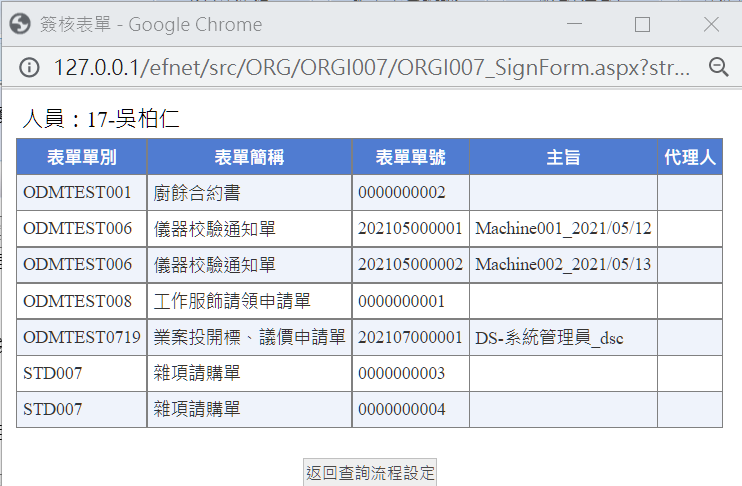 簽核表單 - Google Chrome
127.0.0.1/efnet/src/ORG/ORGI007/ORGI007_SignForm.aspx?str...
人員：17-吳柏仁
表單單別 表單簡稱 表單單號 主旨 代理人
ODMTEST001 廚餘合約書 0000000002
ODMTEST006 儀器校驗通知單 202105000001 Machine001_2021/05/12
ODMTEST006 儀器校驗通知單 202105000002 Machine002_2021/05/13
ODMTEST008 工作服飾請領申請單 0000000001
ODMTEST0719 業案投開標、議價申請單 202107000001 DS-系統管理員_dsc
STD007 雜項請購單 0000000003
STD007 雜項請購單 0000000004
返回查詢流程設定